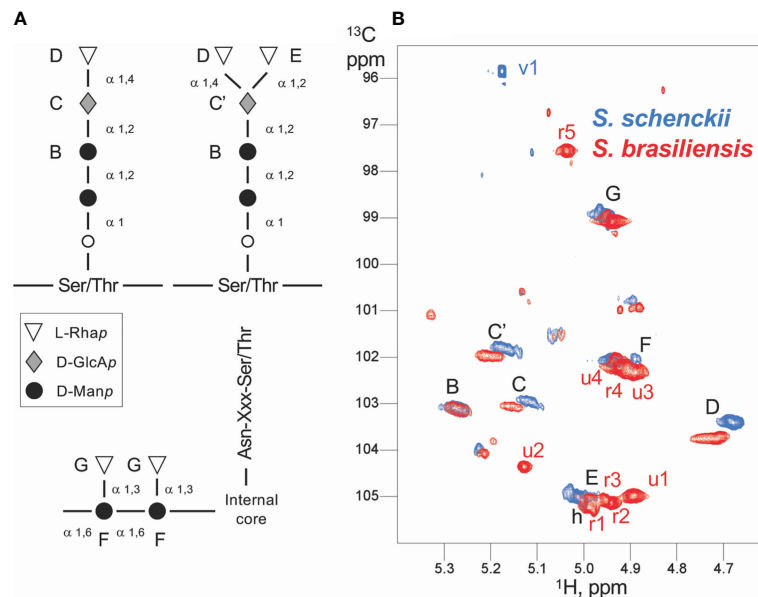 A
D
α 1,4
C
α 1,2
B
α 1,2
α 1
Ser/Thr
D E
α 1,4 α 1,2
C'
α 1,2
B
α 1,2
α 1
Ser/Thr
L-Rhap
D-GlcAp
D-Manp
Asn-Xxx-Ser/Thr
G G
α 1,3 α 1,3
Internal
core
α 1,6 α 1,6
F F
B
13C
ppm
96
97
98
99
100
101
102
103
104
105
v1
S. schenckii
S. brasiliensis
r5
G
C'
F
u4 r4 u3
B
C
D
u2
E r3 u1
h r1 r2
5.3 5.2 5.1 5.0 4.9 4.8 4.7
1H, ppm